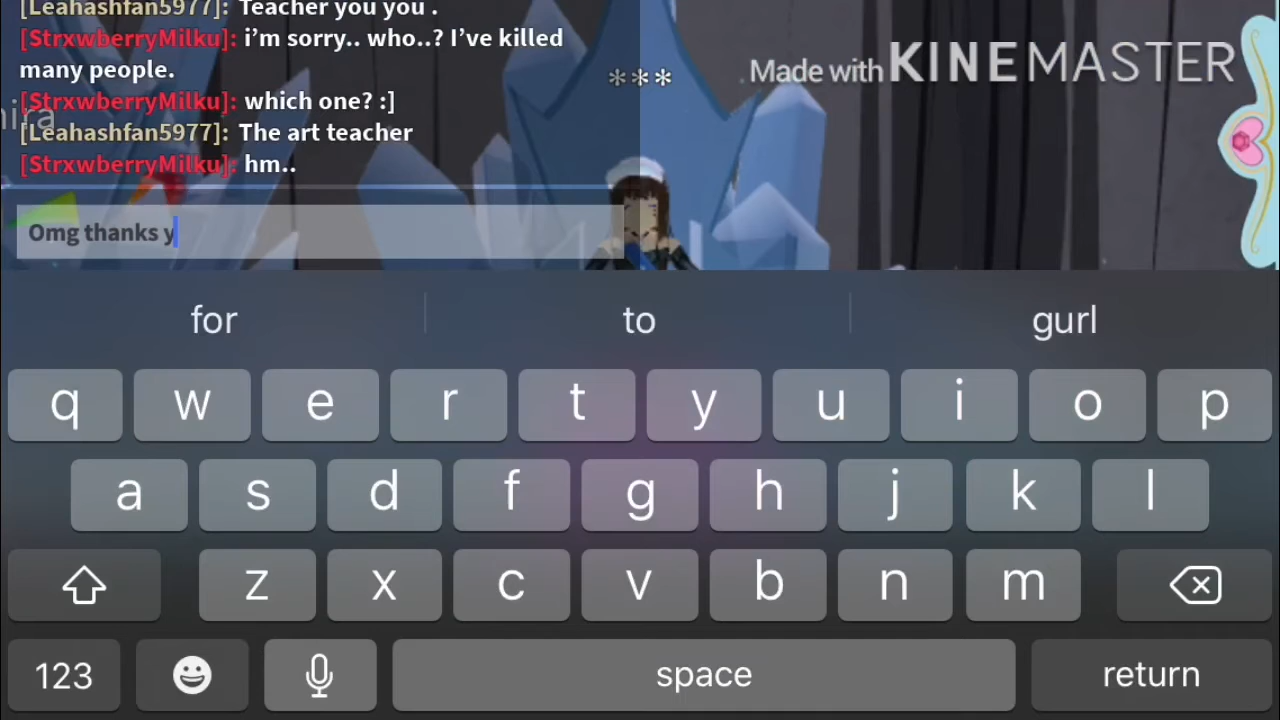 [Leahashfan5977]: Teacher you you .
[StrxwberryMilku]: i'm sorry.. who..? I've killed
many people.
[StrxwberryMilku]: which one? :]
[Leahashfan5977]: The art teacher
[StrxwberryMilku]: hm..
***
Made with KINEMASTER
Omg thanks y
for to gurl
q w e r t y u i o p
a s d f g h j k l
z x c v b n m
123 space return